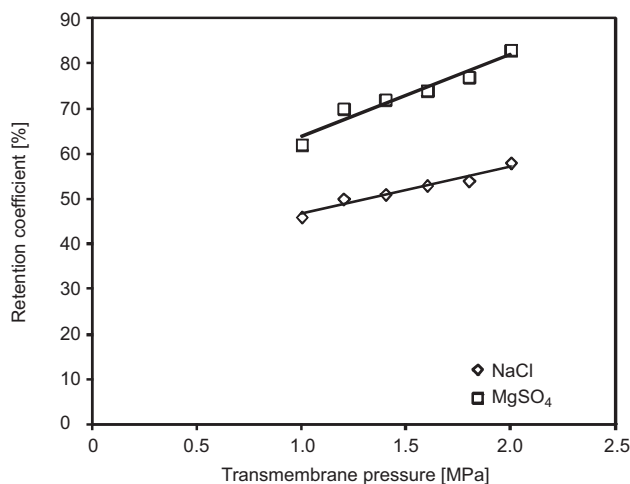 90
80
70
60
50
40
30
20
10
0
Retention coefficient [%]
NaCl
MgSO₄
0 0.5 1.0 1.5 2.0 2.5
Transmembrane pressure [MPa]